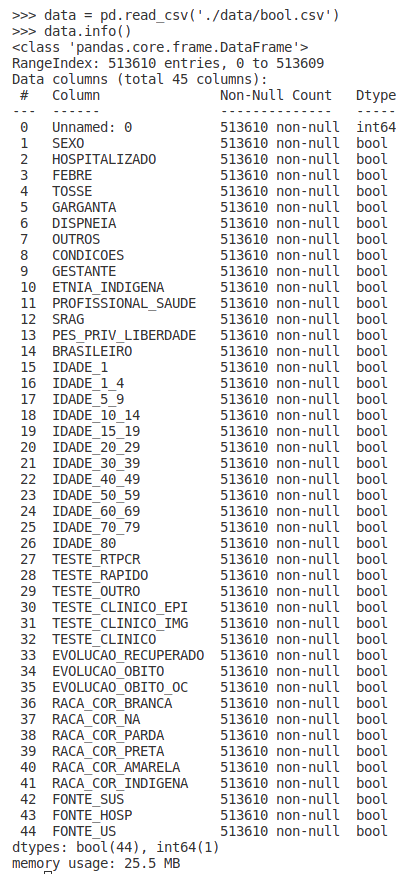 >>> data = pd.read_csv('./data/bool.csv')
>>> data.info()
<class 'pandas.core.frame.DataFrame'>
RangeIndex: 513610 entries, 0 to 513609
Data columns (total 45 columns):
 #   Column               Non-Null Count   Dtype
---  ------               --------------   -----
 0   Unnamed: 0           513610 non-null  int64
 1   SEXO                 513610 non-null  bool
 2   HOSPITALIZADO        513610 non-null  bool
 3   FEBRE                513610 non-null  bool
 4   TOSSE                513610 non-null  bool
 5   GARGANTA             513610 non-null  bool
 6   DISPNEIA             513610 non-null  bool
 7   OUTROS               513610 non-null  bool
 8   CONDICOES            513610 non-null  bool
 9   GESTANTE             513610 non-null  bool
 10  ETNIA_INDIGENA       513610 non-null  bool
 11  PROFISSIONAL_SAUDE   513610 non-null  bool
 12  SRAG                 513610 non-null  bool
 13  PES_PRIV_LIBERDADE   513610 non-null  bool
 14  BRASILEIRO           513610 non-null  bool
 15  IDADE_1              513610 non-null  bool
 16  IDADE_1_4            513610 non-null  bool
 17  IDADE_5_9            513610 non-null  bool
 18  IDADE_10_14          513610 non-null  bool
 19  IDADE_15_19          513610 non-null  bool
 20  IDADE_20_29          513610 non-null  bool
 21  IDADE_30_39          513610 non-null  bool
 22  IDADE_40_49          513610 non-null  bool
 23  IDADE_50_59          513610 non-null  bool
 24  IDADE_60_69          513610 non-null  bool
 25  IDADE_70_79          513610 non-null  bool
 26  IDADE_80             513610 non-null  bool
 27  TESTE_RTPCR          513610 non-null  bool
 28  TESTE_RAPIDO         513610 non-null  bool
 29  TESTE_OUTRO          513610 non-null  bool
 30  TESTE_CLINICO_EPI    513610 non-null  bool
 31  TESTE_CLINICO_IMG    513610 non-null  bool
 32  TESTE_CLINICO        513610 non-null  bool
 33  EVOLUCAO_RECUPERADO  513610 non-null  bool
 34  EVOLUCAO_OBITO       513610 non-null  bool
 35  EVOLUCAO_OBITO_OC    513610 non-null  bool
 36  RACA_COR_BRANCA      513610 non-null  bool
 37  RACA_COR_NA          513610 non-null  bool
 38  RACA_COR_PARDA       513610 non-null  bool
 39  RACA_COR_PRETA       513610 non-null  bool
 40  RACA_COR_AMARELA     513610 non-null  bool
 41  RACA_COR_INDIGENA    513610 non-null  bool
 42  FONTE_SUS            513610 non-null  bool
 43  FONTE_HOSP           513610 non-null  bool
 44  FONTE_US             513610 non-null  bool
dtypes: bool(44), int64(1)
memory usage: 25.5 MB